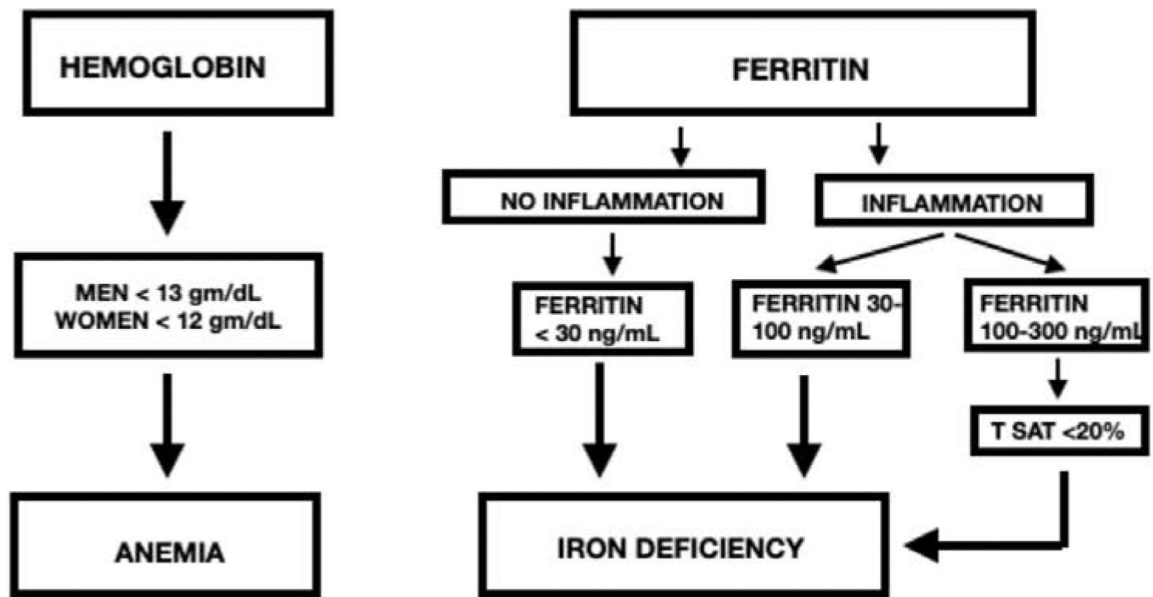 HEMOGLOBIN
MEN < 13 gm/dL
WOMEN < 12 gm/dL
ANEMIA
FERRITIN
NO INFLAMMATION
INFLAMMATION
FERRITIN
< 30 ng/mL
FERRITIN 30-
100 ng/mL
FERRITIN
100-300 ng/mL
T SAT <20%
IRON DEFICIENCY